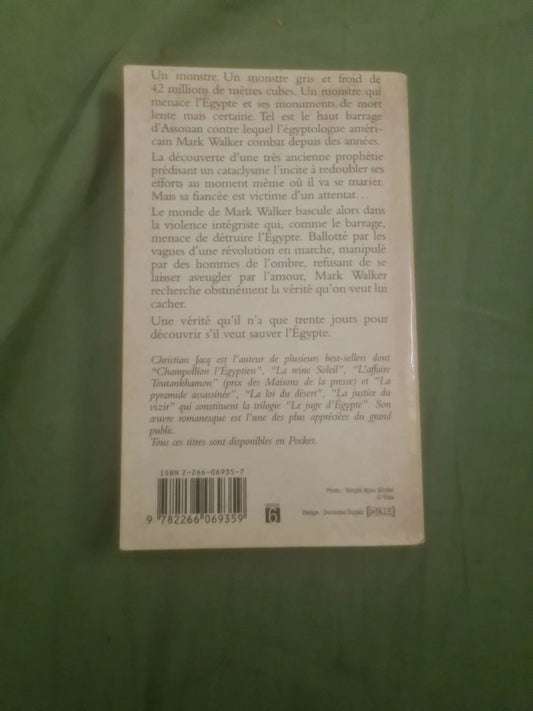 Un monstre. Un monstre gris et froid de
42 millions de mètres cubes. Un monstre qui
menace l'Égypte et ses monuments de mort
lente mais certaine. Tel est le haut barrage
d'Assouan contre lequel l'égyptologue améri-
cain Mark Walker combat depuis des années.
La découverte d'une très ancienne prophétie
prédisant un cataclysme l'incite à redoubler ses
efforts au moment même où il va se marier.
Mais sa fiancée est victime d'un attentat...
Le monde de Mark Walker bascule alors dans
la violence intégriste qui, comme le barrage,
menace de détruire l'Égypte. Ballotté par les
vagues d'une révolution en marche, manipulé
par des hommes de l'ombre, refusant de se
laisser aveugler par l'amour, Mark Walker
recherche obstinément la vérité qu'on veut lui
cacher.
Une vérité qu'il n'a que trente jours pour
découvrir s'il veut sauver l'Égypte.
Christian Jacq est l'auteur de plusieurs best-sellers dont
"Champollion l'Égyptien", "La reine Soleil", "L'affaire
Toutankhamon" (prix des Maisons de la presse) et "La
pyramide assassinée", "La loi du désert", "La justice du
vizir" qui constituent la trilogie "Le juge d'Égypte". Son
œuvre romanesque est l'une des plus appréciées du grand
public.
Tous ces titres sont disponibles en Pocket.
ISBN 2-266-06935-7
9 782266 069359
6
Photo : Temple Abou Simbel
Design : Dominine